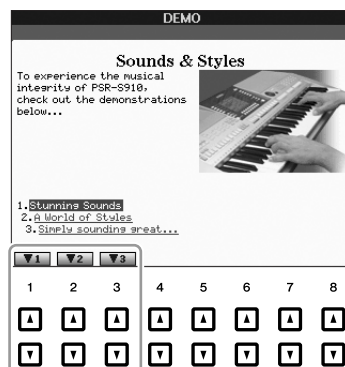 DEMO
Sounds & Styles
To experience the musical
integrity of PSR-S910,
check out the demonstrations
below...
1.Stunning Sounds
2.A World of Styles
3.Simply sounding great...
▼1 ▼2 ▼3
1 2 3 4 5 6 7 8